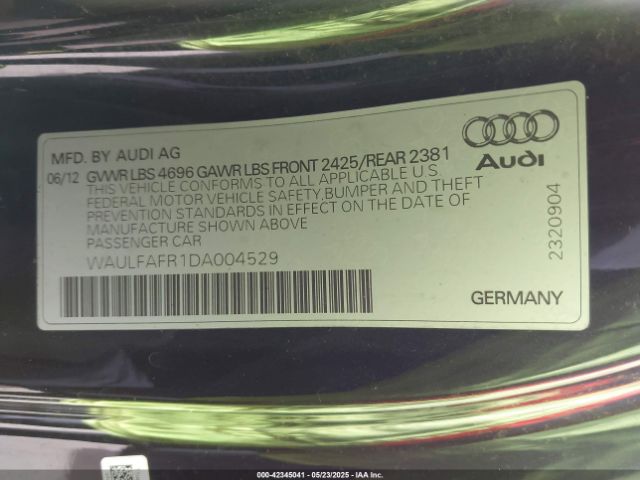 MFD. BY AUDI AG
06/12 GVWR LBS 4696 GAWR LBS FRONT 2425/REAR 2381
THIS VEHICLE CONFORMS TO ALL APPLICABLE U.S.
FEDERAL MOTOR VEHICLE SAFETY,BUMPER AND THEFT
PREVENTION STANDARDS IN EFFECT ON THE DATE OF
MANUFACTURE SHOWN ABOVE
PASSENGER CAR
WAULFAFR1DA004529
Audi
2320904
GERMANY
000-42345041 - 05/23/2025 - IAA Inc.